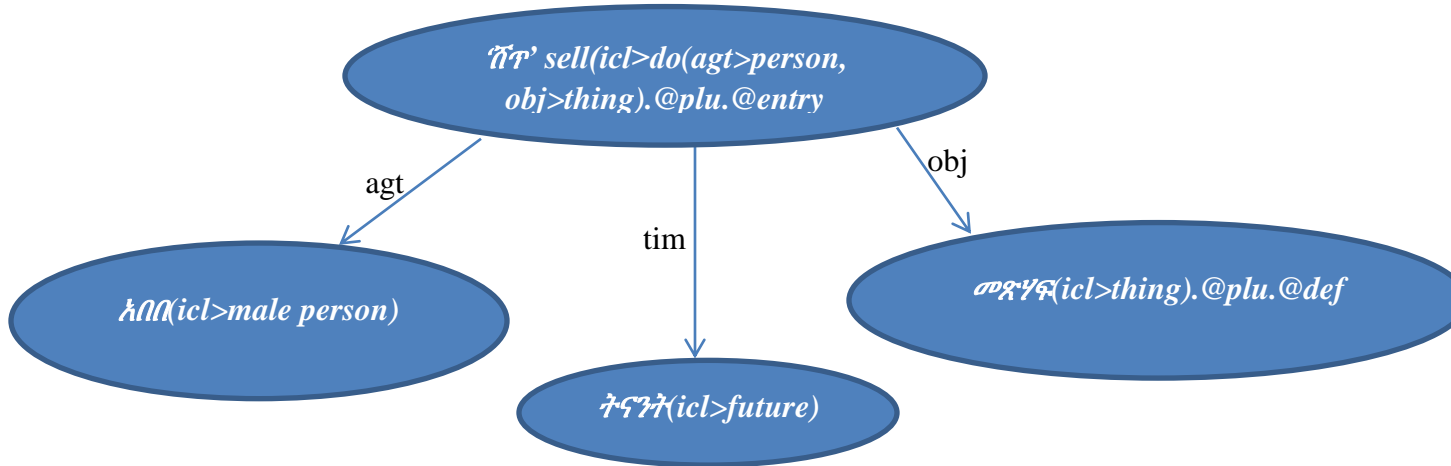 ‘ሽጥ’ sell(icl>do(agt>person,
obj>thing).@plu.@entry
agt
obj
tim
አበበ(icl>male person)
መጽሃፍ(icl>thing).@plu.@def
ትናንት(icl>future)